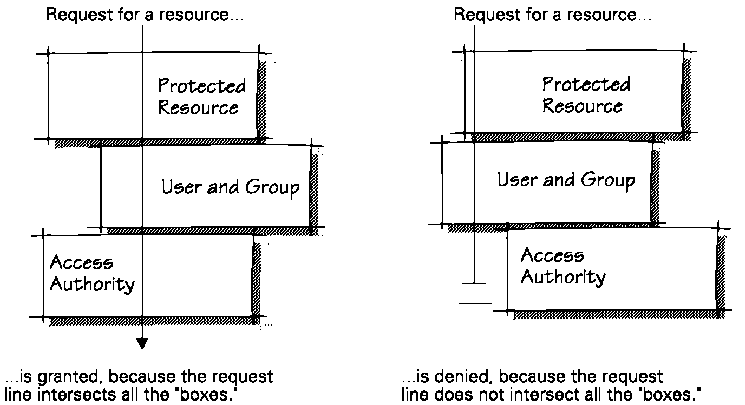 Request for a resource...
Protected
Resource
User and Group
Access
Authority
...
...is granted, because the request
line intersects all the "boxes."
Request for a resource...
Protected
Resource
User and Group
Access
Authority
...is denied, because the request
line does not intersect all the "boxes."